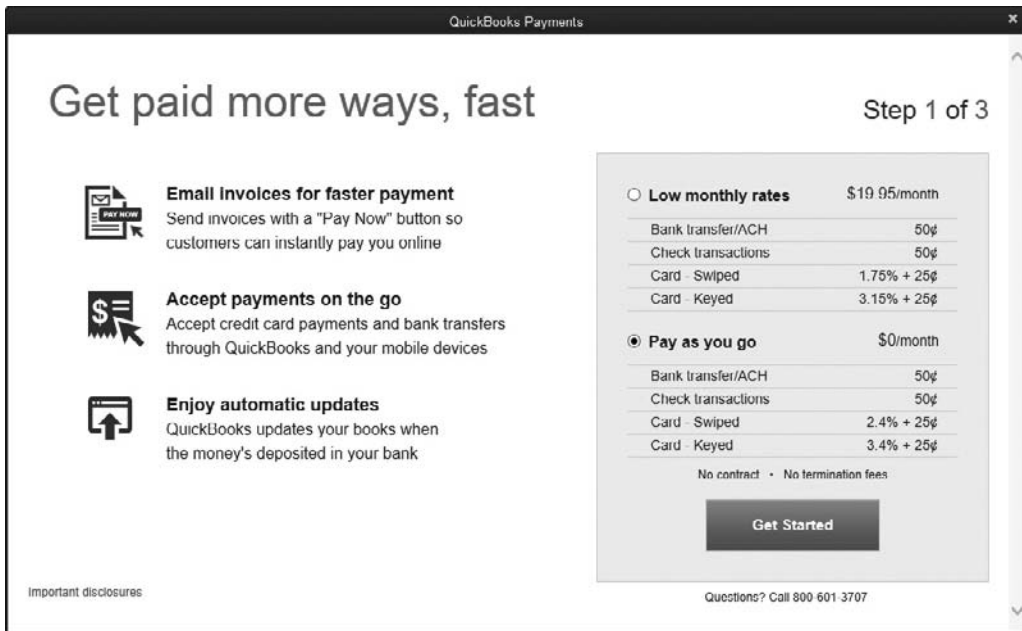 QuickBooks Payments
×
Get paid more ways, fast
Step 1 of 3
PAY NOW
Email invoices for faster payment
Send invoices with a "Pay Now" button so
customers can instantly pay you online
$
Accept payments on the go
Accept credit card payments and bank transfers
through QuickBooks and your mobile devices
Enjoy automatic updates
QuickBooks updates your books when
the money's deposited in your bank
Low monthly rates $19.95/month
Bank transfer/ACH 50¢
Check transactions 50¢
Card - Swiped 1.75% + 25¢
Card - Keyed 3.15% + 25¢
Pay as you go $0/month
Bank transfer/ACH 50¢
Check transactions 50¢
Card - Swiped 2.4% + 25¢
Card - Keyed 3.4% + 25¢
No contract • No termination fees
Get Started
Important disclosures
Questions? Call 800-601-3707